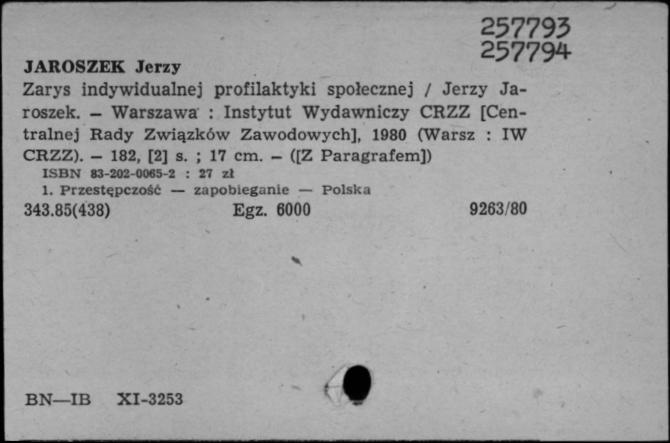 257793
257794
JAROSZEK Jerzy
Zarys indywidualnej profilaktyki społecznej / Jerzy Ja-
roszek. — Warszawa : Instytut Wydawniczy CRZZ [Cen-
tralnej Rady Związków Zawodowych], 1980 (Warsz : IW
CRZZ). — 182, [2] s. ; 17 cm. — ([Z Paragrafem])
ISBN 83-202-0065-2 : 27 zł
1. Przestępczość — zapobieganie — Polska
343.85(438) Egz. 6000 9263/80
BN—IB XI-3253